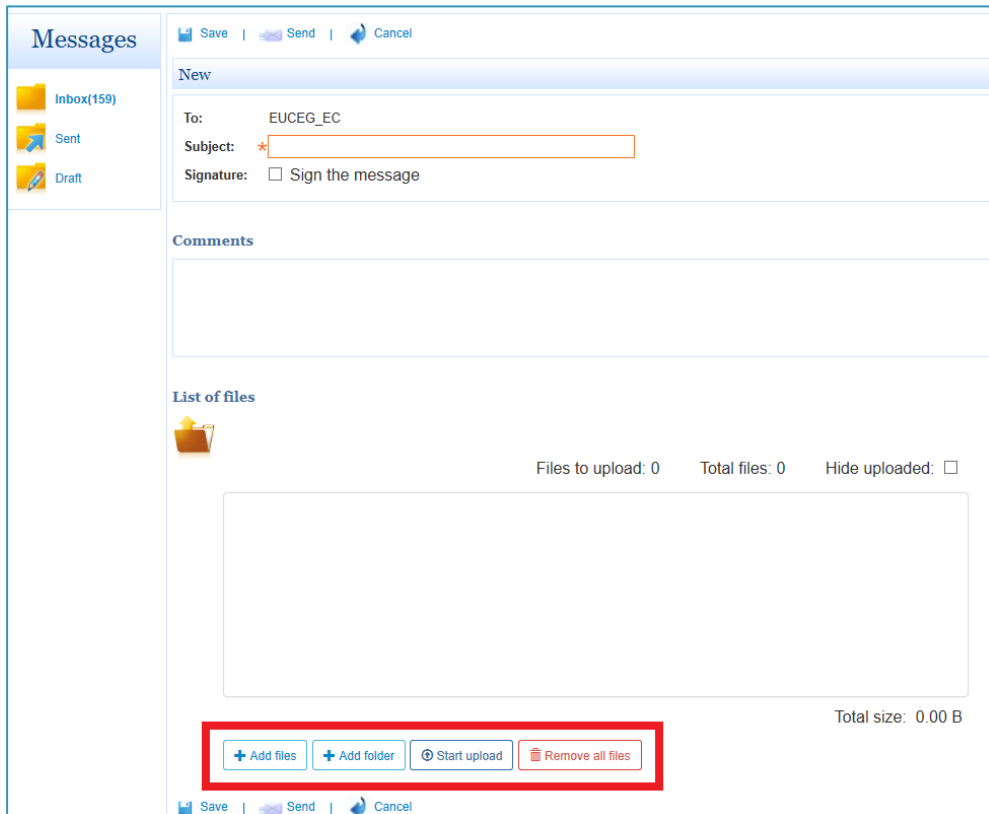 Messages
Inbox(159)
Sent
Draft
Save | Send | Cancel
New
To: EUCEG_EC
Subject: *
Signature: Sign the message
Comments
List of files
Files to upload: 0 Total files: 0 Hide uploaded:
Total size: 0.00 B
+ Add files + Add folder Start upload Remove all files
Save | Send | Cancel